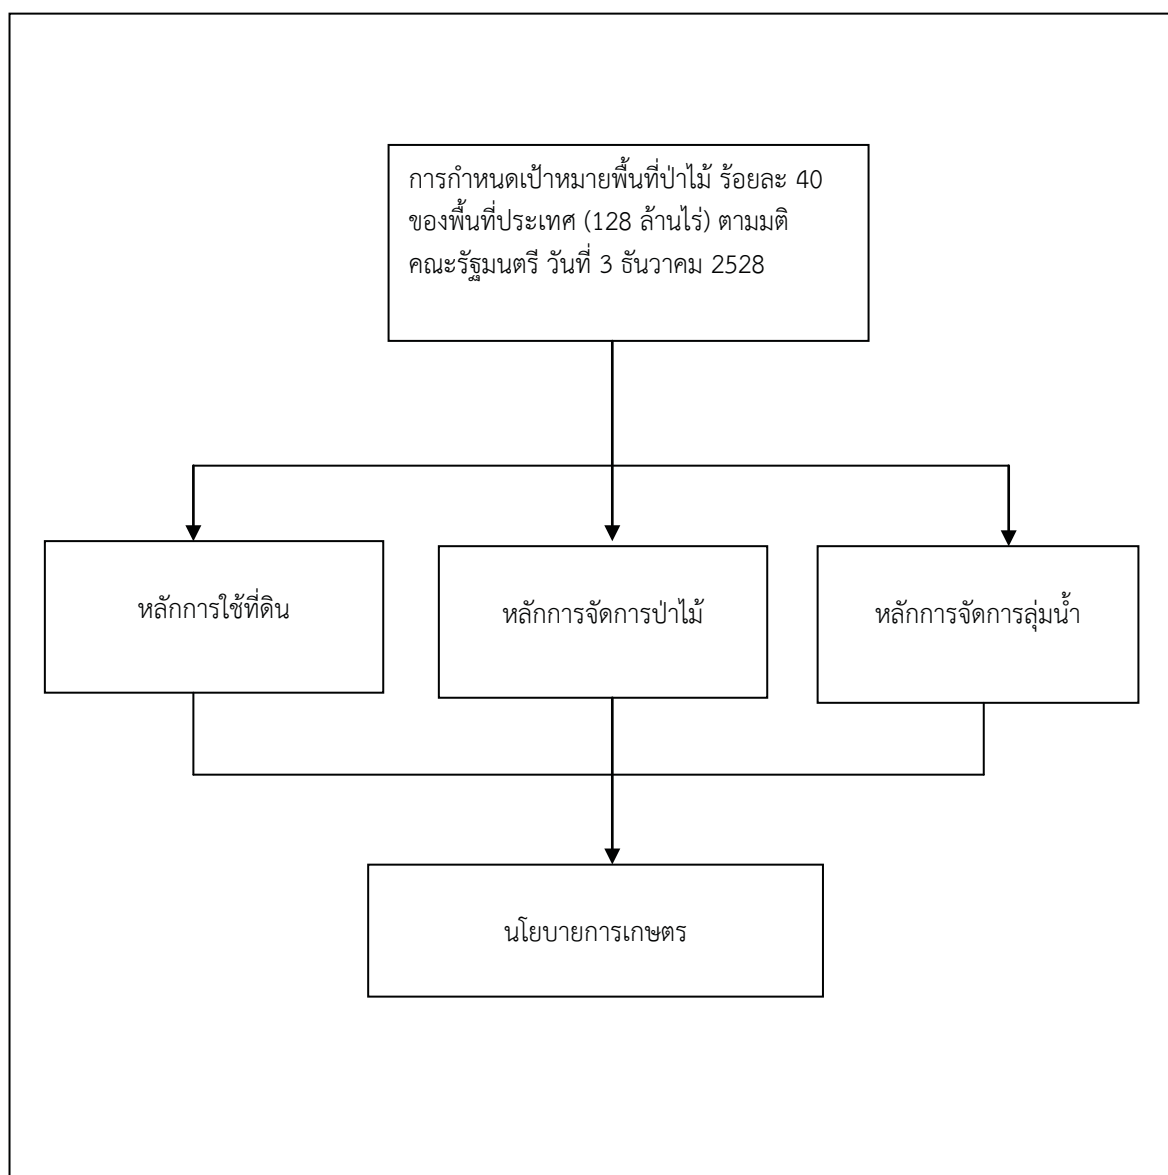 การกำหนดเป้าหมายพื้นที่ป่าไม้ ร้อยละ 40
ของพื้นที่ประเทศ (128 ล้านไร่) ตามมติ
คณะรัฐมนตรี วันที่ 3 ธันวาคม 2528
หลักการใช้ที่ดิน
หลักการจัดการป่าไม้
หลักการจัดการลุ่มน้ำ
นโยบายการเกษตร